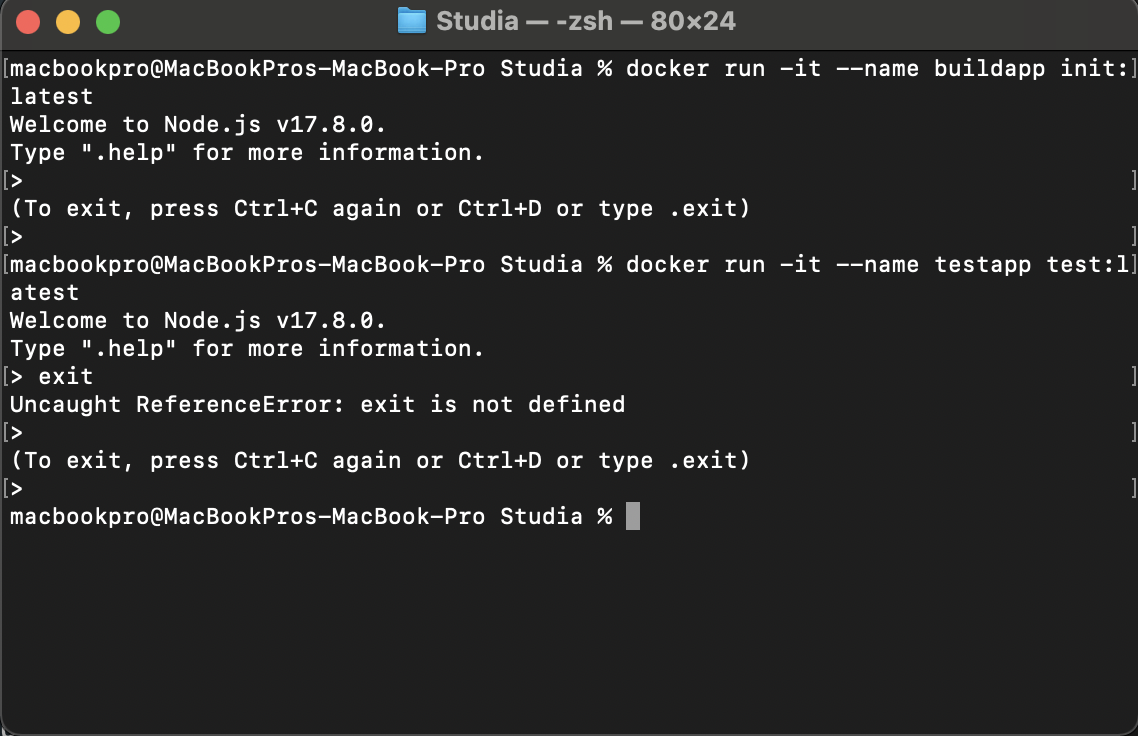 Studia — -zsh — 80×24
[macbookpro@MacBookPros-MacBook-Pro Studia % docker run -it --name buildapp init:]
latest
Welcome to Node.js v17.8.0.
Type ".help" for more information.
[> ]
(To exit, press Ctrl+C again or Ctrl+D or type .exit)
[> ]
[macbookpro@MacBookPros-MacBook-Pro Studia % docker run -it --name testapp test:l]
atest
Welcome to Node.js v17.8.0.
Type ".help" for more information.
[> exit ]
Uncaught ReferenceError: exit is not defined
[> ]
(To exit, press Ctrl+C again or Ctrl+D or type .exit)
[> ]
macbookpro@MacBookPros-MacBook-Pro Studia %